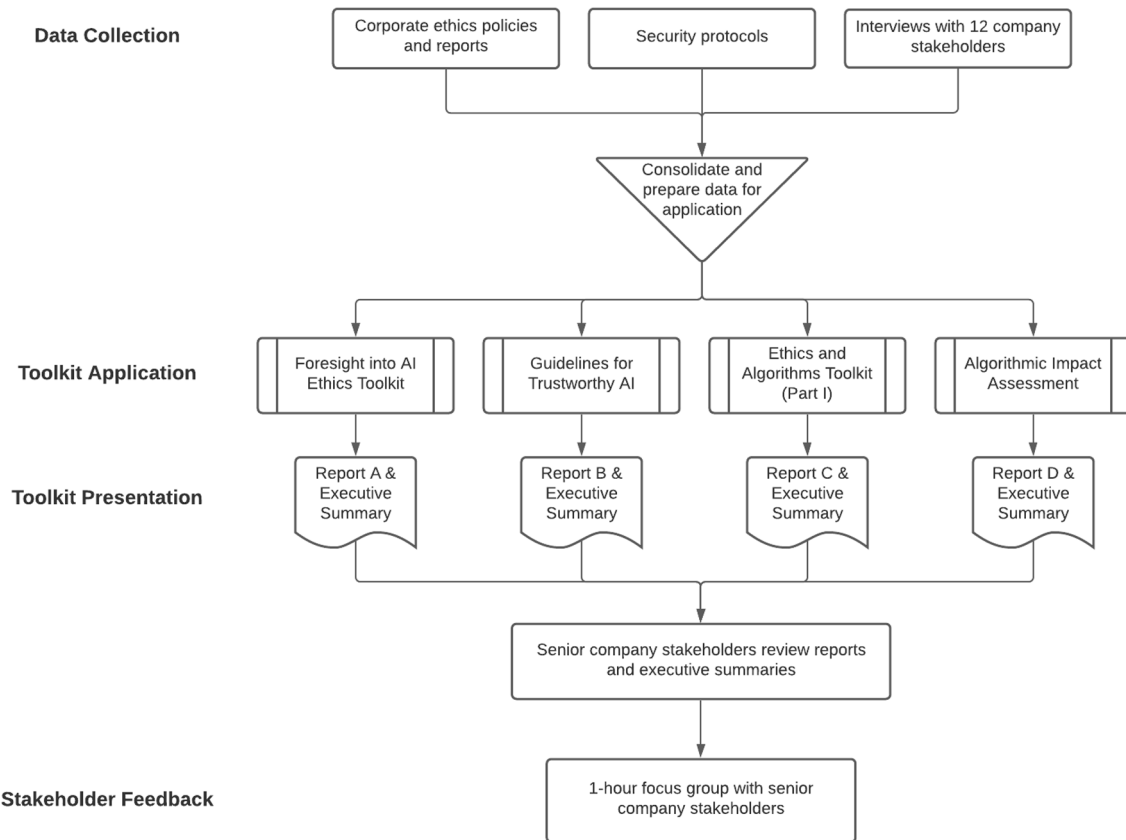 Data Collection
Corporate ethics policies
and reports
Security protocols
Interviews with 12 company
stakeholders
Consolidate and
prepare data for
application
Toolkit Application
Foresight into AI
Ethics Toolkit
Guidelines for
Trustworthy AI
Ethics and
Algorithms Toolkit
(Part I)
Algorithmic Impact
Assessment
Toolkit Presentation
Report A &
Executive
Summary
Report B &
Executive
Summary
Report C &
Executive
Summary
Report D &
Executive
Summary
Senior company stakeholders review reports
and executive summaries
Stakeholder Feedback
1-hour focus group with senior
company stakeholders